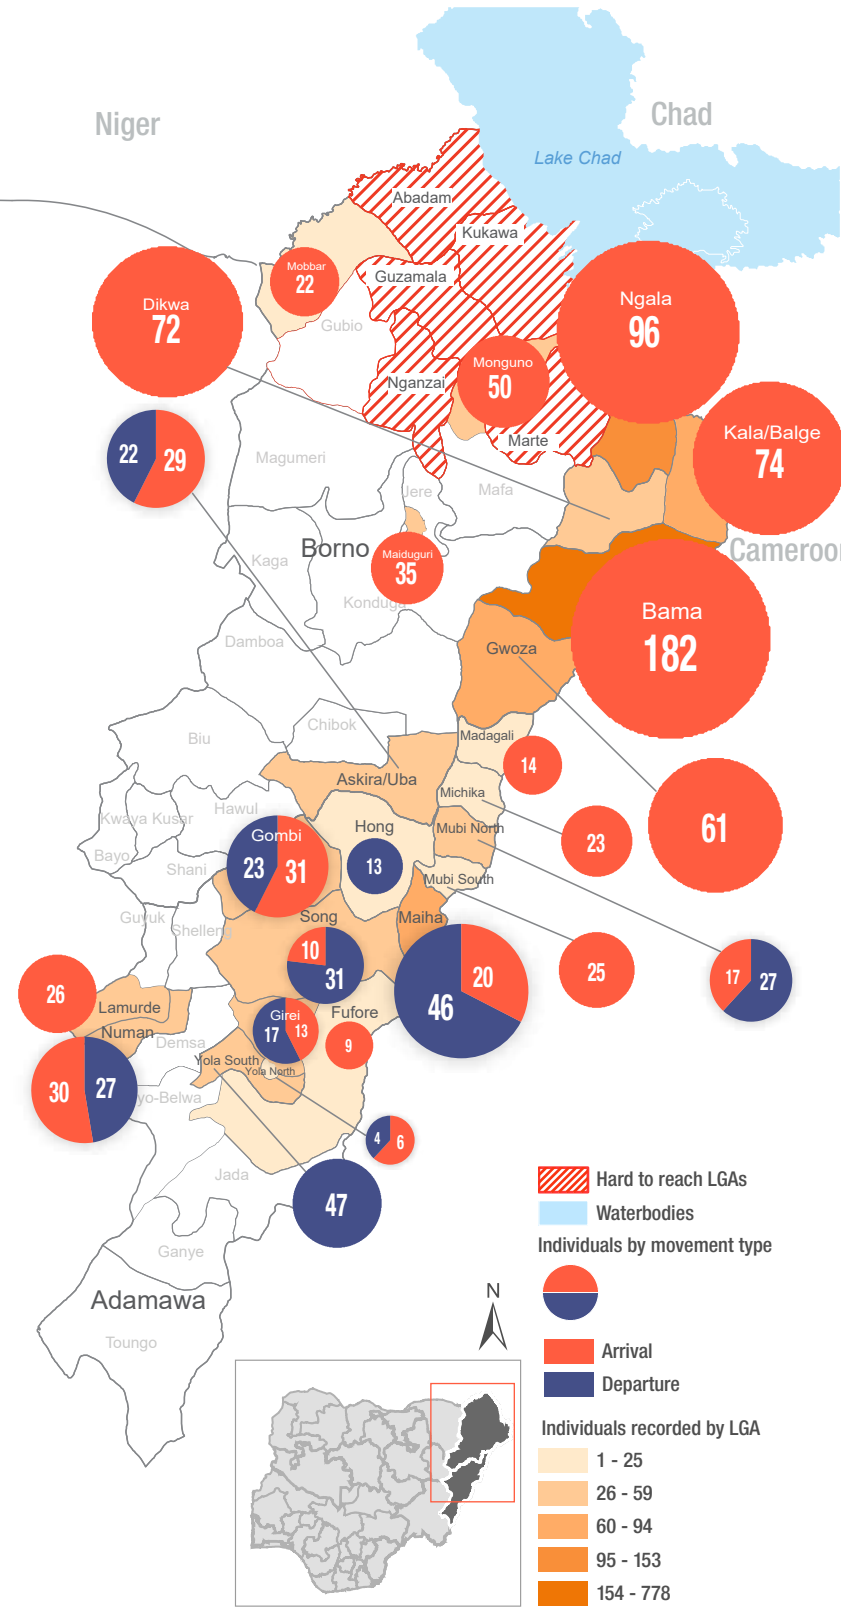 Niger
Chad
Lake Chad
Abadam
Kukawa
Mobbar
22
Guzamala
Dikwa
72
Ngala
96
Gubio
Monguno
50
Nganzai
Marte
Kala/Balge
74
22
29
Magumeri
Jere
Mafa
Borno
Maiduguri
35
Cameroo
Kaga
Konduga
Bama
182
Damboa
Gwoza
Chibok
Biu
Madagali
14
Askira/Uba
Michika
Kwaya Kusar
Hawul
Hong
13
Mubi North
61
23
Gombi
23
31
Bayo
Shani
Mubi South
Guyuk
Shelleng
Song
10
31
Maiha
20
46
25
17
27
26
Lamurde
Numan
Demsa
Girei
17
13
Fufore
9
Yola South
Yola North
30
27
yo-Belwa
4
6
Jada
47
Ganye
Adamawa
Toungo
Hard to reach LGAs
Waterbodies
Individuals by movement type
N
Arrival
Departure
Individuals recorded by LGA
1 - 25
26 - 59
60 - 94
95 - 153
154 - 778